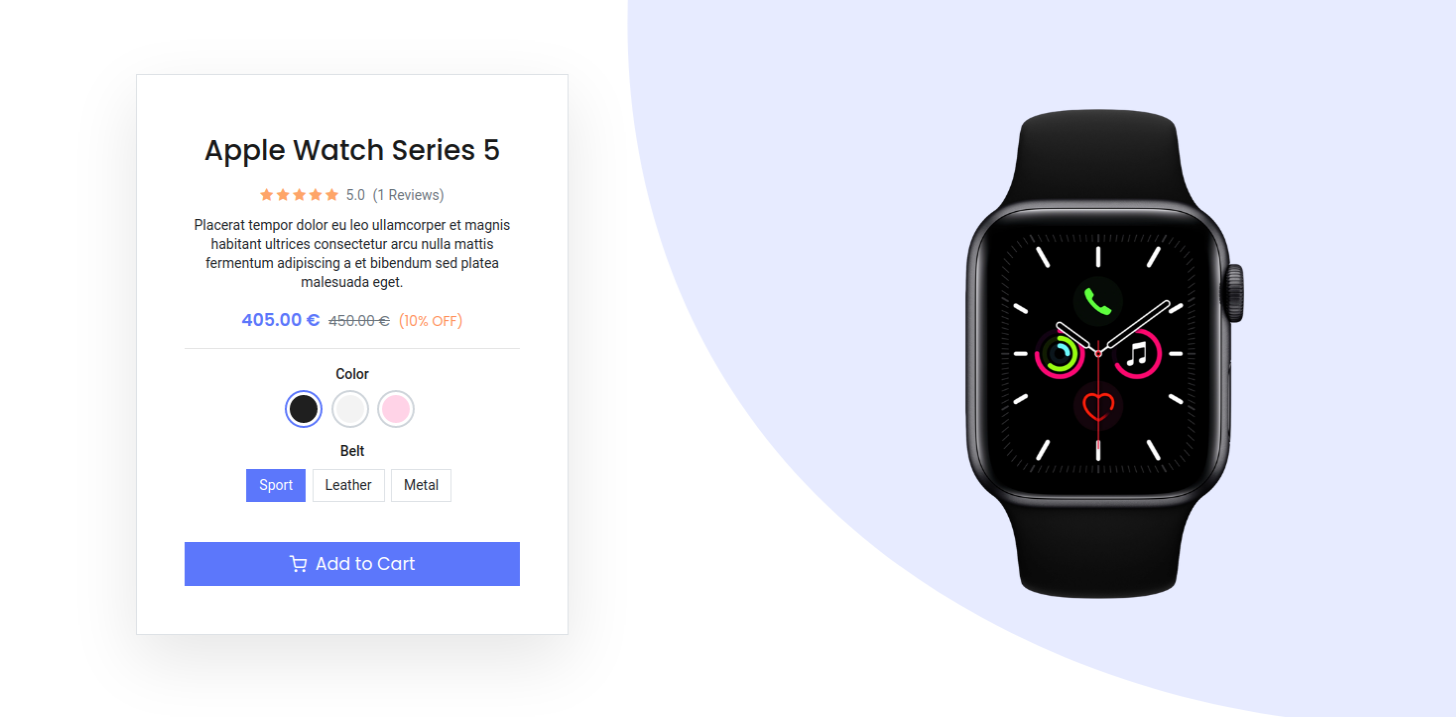 Apple Watch Series 5
5.0 (1 Reviews)
Placerat tempor dolor eu leo ullamcorper et magnis
habitant ultrices consectetur arcu nulla mattis
fermentum adipiscing a et bibendum sed platea
malesuada eget.
405.00 € 450.00 € (10% OFF)
Color
Belt
Sport Leather Metal
Add to Cart